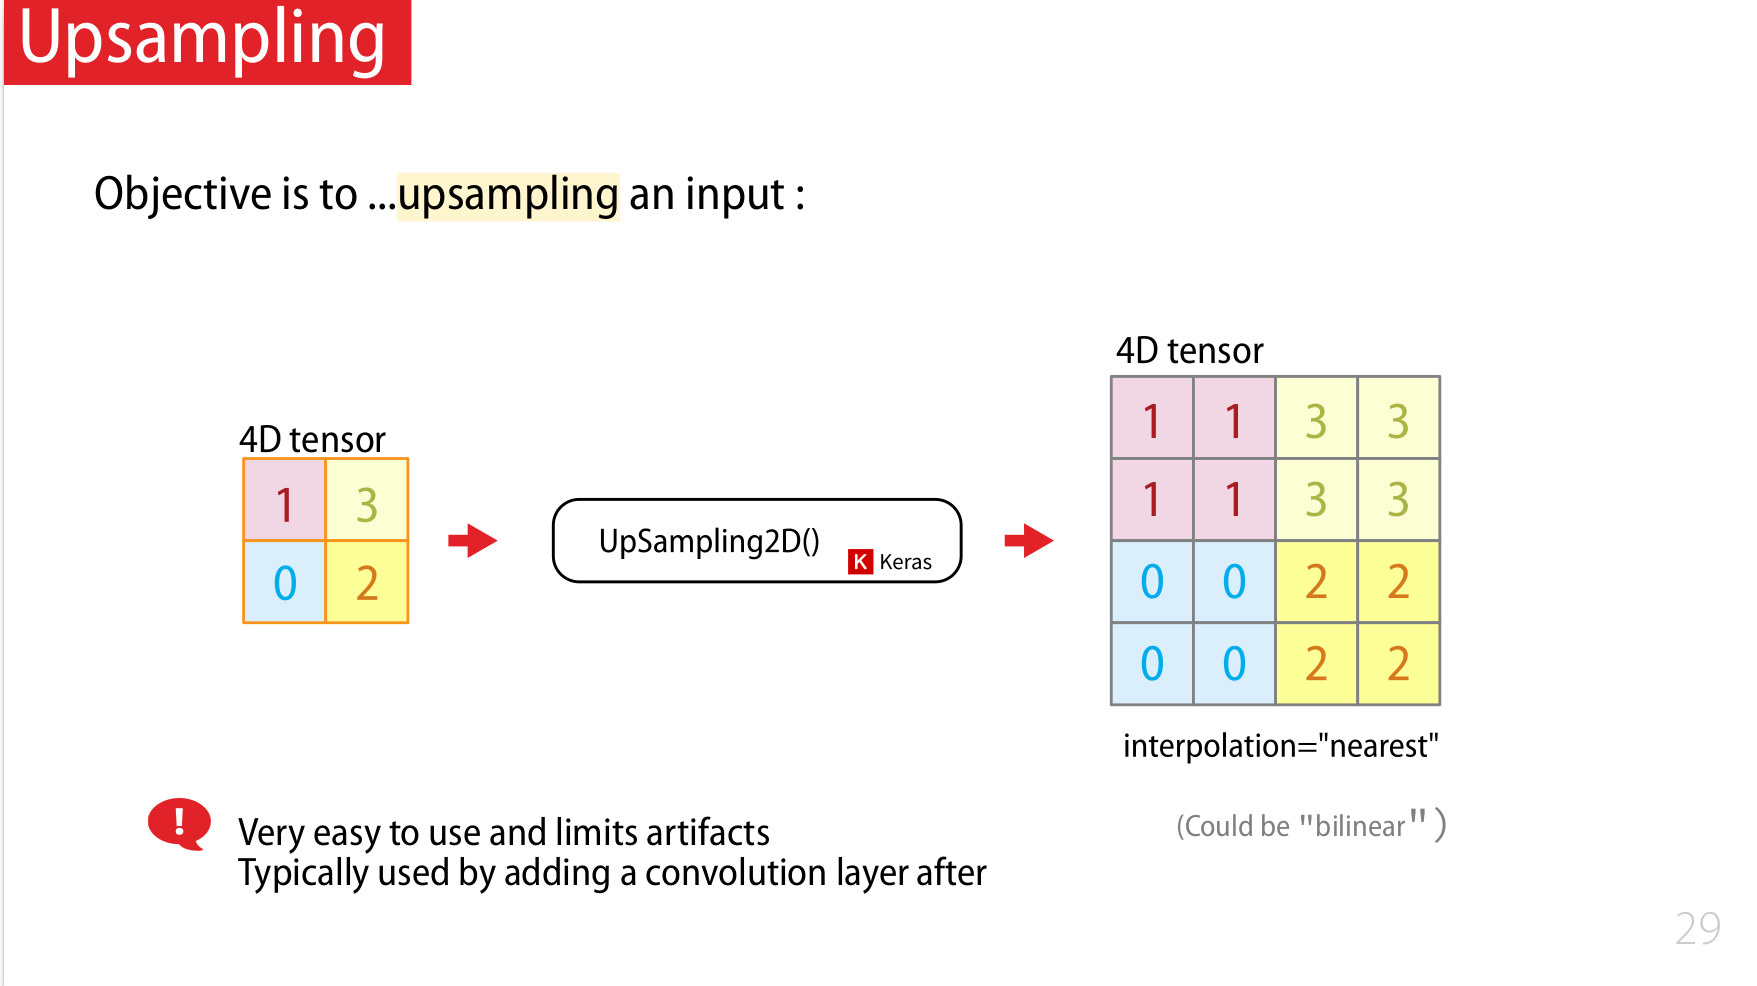 Upsampling
Objective is to ...upsampling an input :
4D tensor
1 3
0 2
UpSampling2D()
K Keras
4D tensor
1 1 3 3
1 1 3 3
0 0 2 2
0 0 2 2
interpolation="nearest"
(Could be "bilinear")
!
Very easy to use and limits artifacts
Typically used by adding a convolution layer after
29